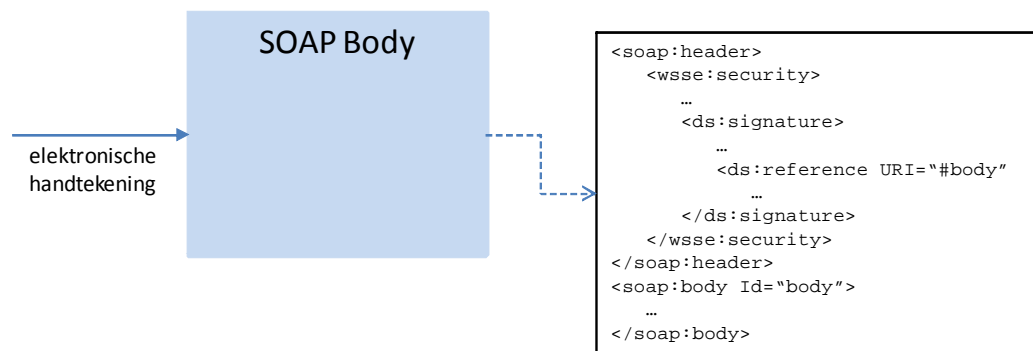 SOAP Body
elektronische
handtekening
<soap:header>
<wsse:security>
…
<ds:signature>
…
<ds:reference URI=“#body”
…
</ds:signature>
</wsse:security>
</soap:header>
<soap:body Id=“body”>
…
</soap:body>